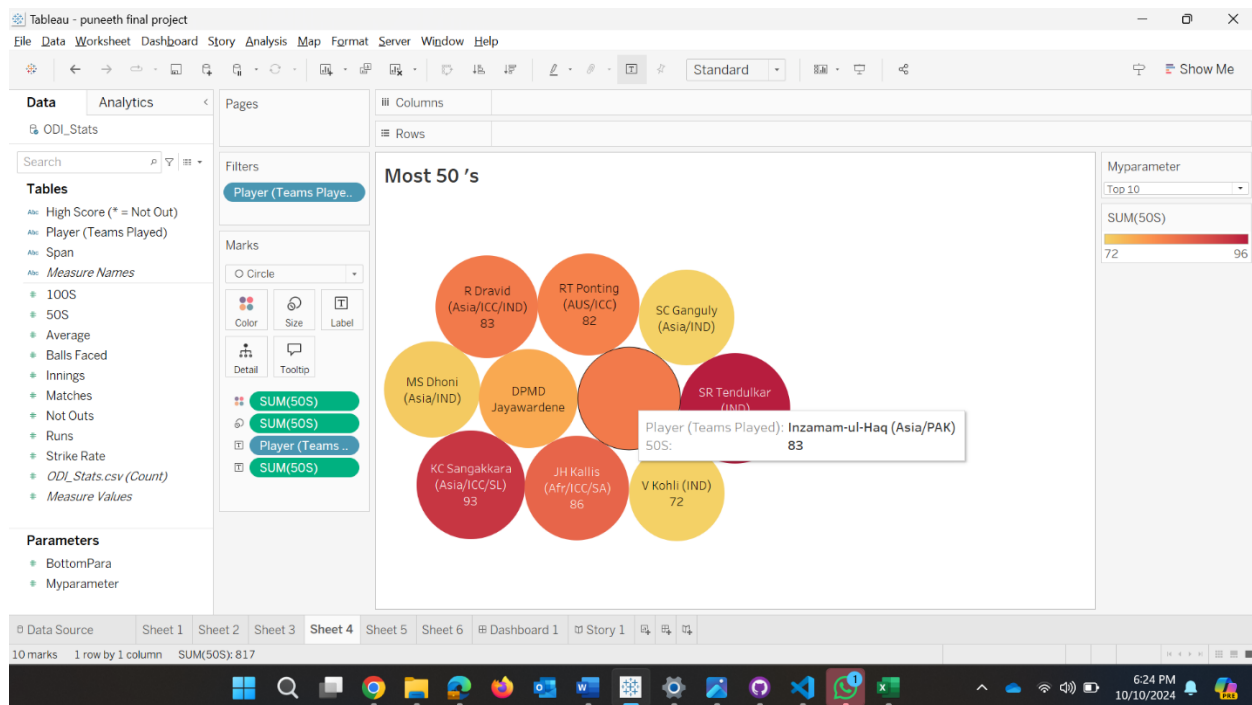 Tableau - puneeth final project
File Data Worksheet Dashboard Story Analysis Map Format Server Window Help
Standard
Show Me
Data Analytics
ODI_Stats
Search
Tables
Abc High Score (* = Not Out)
Abc Player (Teams Played)
Abc Span
Abc Measure Names
# 100S
# 50S
# Average
# Balls Faced
# Innings
# Matches
# Not Outs
# Runs
# Strike Rate
# ODI_Stats.csv (Count)
# Measure Values
Parameters
# BottomPara
# Myparameter
Pages
Filters
Player (Teams Playe..
Marks
Circle
Color Size Label
Detail Tooltip
SUM(50S)
SUM(50S)
Player (Teams ..
SUM(50S)
Columns
Rows
Most 50 's
R Dravid
(Asia/ICC/IND)
83
RT Ponting
(AUS/ICC)
82
SC Ganguly
(Asia/IND)
MS Dhoni
(Asia/IND)
DPMD
Jayawardene
SR Tendulkar
(IND)
Player (Teams Played): Inzamam-ul-Haq (Asia/PAK)
50S: 83
KC Sangakkara
(Asia/ICC/SL)
93
JH Kallis
(Afr/ICC/SA)
86
V Kohli (IND)
72
Myparameter
Top 10
SUM(50S)
72 96
Data Source Sheet 1 Sheet 2 Sheet 3 Sheet 4 Sheet 5 Sheet 6 Dashboard 1 Story 1
10 marks 1 row by 1 column SUM(50S): 817
1
6:24 PM
10/10/2024
PRE